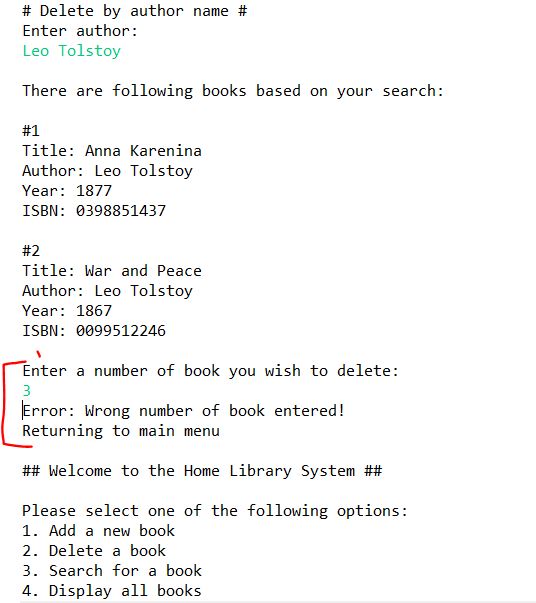 # Delete by author name #
Enter author:
Leo Tolstoy
There are following books based on your search:
#1
Title: Anna Karenina
Author: Leo Tolstoy
Year: 1877
ISBN: 0398851437
#2
Title: War and Peace
Author: Leo Tolstoy
Year: 1867
ISBN: 0099512246
Enter a number of book you wish to delete:
3
Error: Wrong number of book entered!
Returning to main menu
## Welcome to the Home Library System ##
Please select one of the following options:
1. Add a new book
2. Delete a book
3. Search for a book
4. Display all books